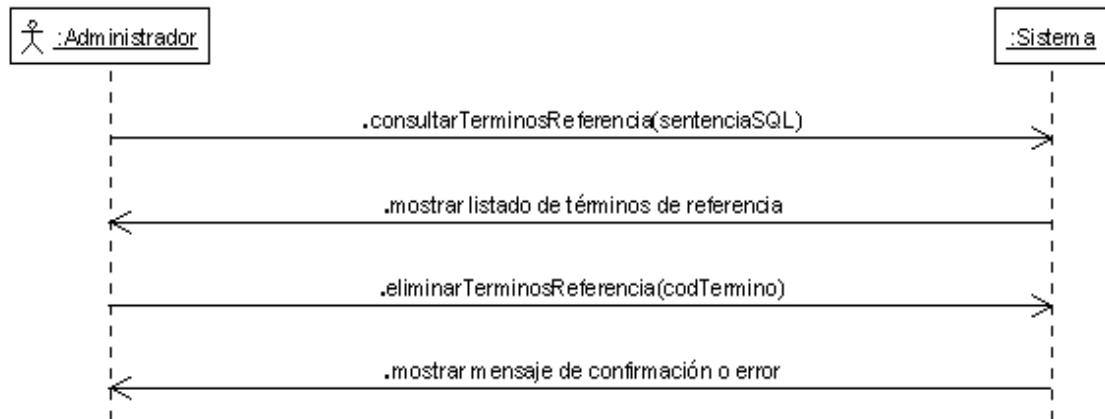 :Administrador
:Sistema
.consultarTerminosReferencia(sentenciaSQL)
.mostrar listado de términos de referencia
.eliminarTerminosReferencia(codTermino)
.mostrar mensaje de confirmación o error